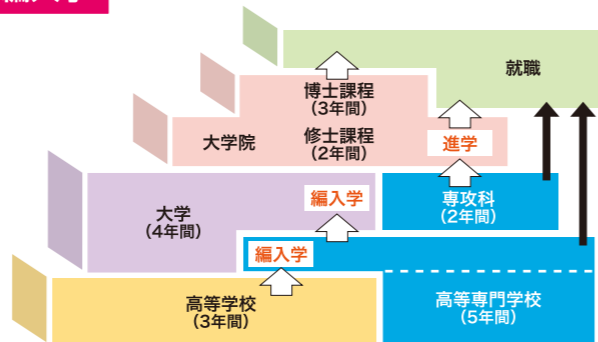 就職
博士課程
(3年間)
大学院
修士課程
(2年間)
進学
大学
(4年間)
編入学
専攻科
(2年間)
編入学
高等学校
(3年間)
高等専門学校
(5年間)